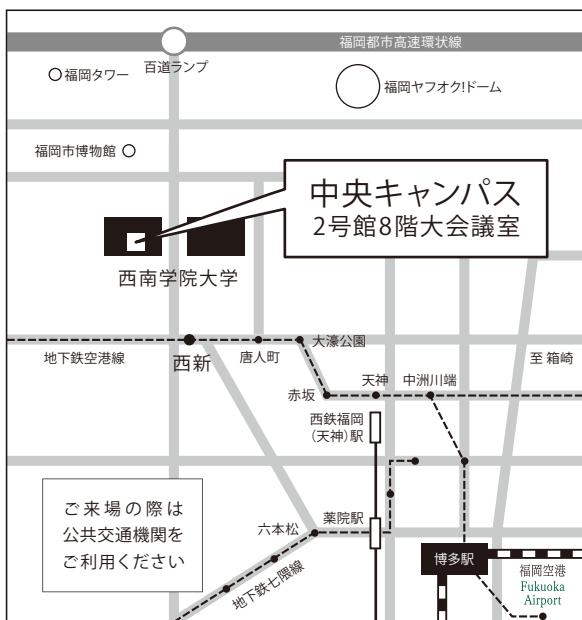 福岡都市高速環状線
百道ランプ
福岡タワー
福岡ヤフオク!ドーム
福岡市博物館
中央キャンパス
2号館8階大会議室
西南学院大学
地下鉄空港線
西新
唐人町
大濠公園
至 箱崎
赤坂
天神
中洲川端
西鉄福岡
(天神)駅
ご来場の際は
公共交通機関を
ご利用ください
六本松
薬院駅
地下鉄七隈線
博多駅
福岡空港
Fukuoka
Airport